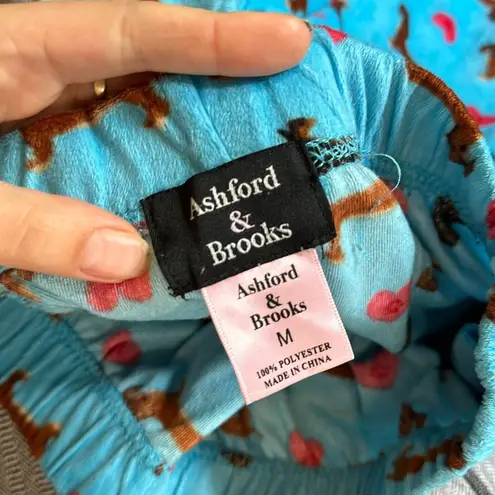 Ashford
&
Brooks
Ashford
&
Brooks
M
100% POLYESTER
MADE IN CHINA